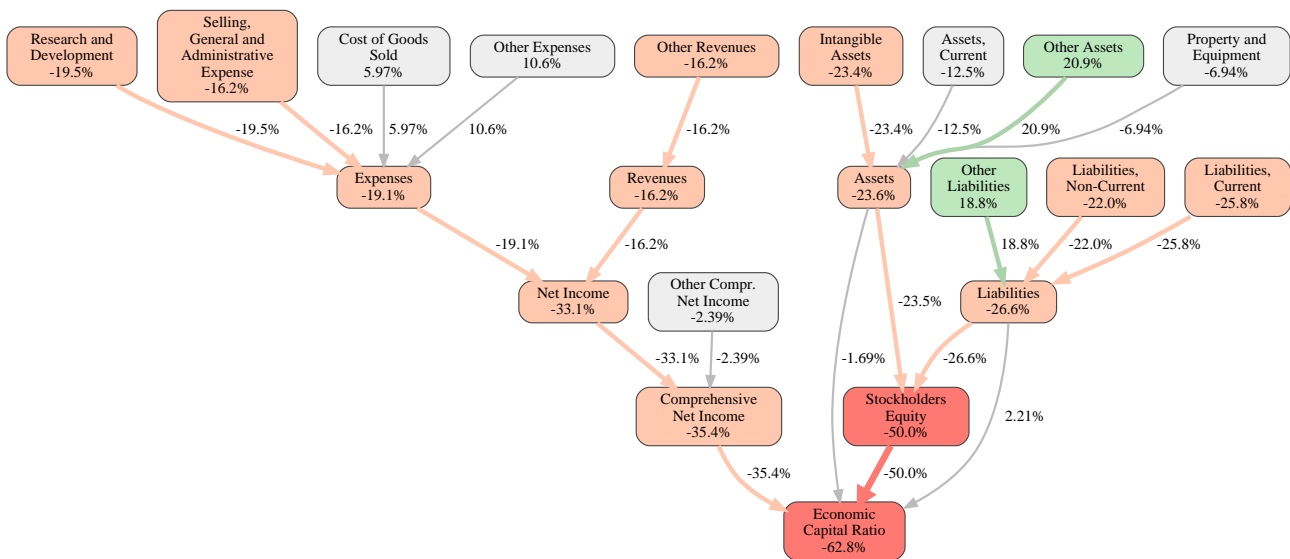 Research and
Development
-19.5%
Selling,
General and
Administrative
Expense
-16.2%
Cost of Goods
Sold
5.97%
Other Expenses
10.6%
Other Revenues
-16.2%
Intangible
Assets
-23.4%
Assets,
Current
-12.5%
Other Assets
20.9%
Property and
Equipment
-6.94%
-19.5%
-16.2%
5.97%
10.6%
-16.2%
-23.4%
-12.5%
20.9%
-6.94%
Expenses
-19.1%
Revenues
-16.2%
Assets
-23.6%
Other
Liabilities
18.8%
Liabilities,
Non-Current
-22.0%
Liabilities,
Current
-25.8%
-19.1%
-16.2%
18.8%
-22.0%
-25.8%
Net Income
-33.1%
Other Compr.
Net Income
-2.39%
-23.5%
Liabilities
-26.6%
-33.1%
-2.39%
-1.69%
-26.6%
Comprehensive
Net Income
-35.4%
Stockholders
Equity
-50.0%
2.21%
-35.4%
-50.0%
Economic
Capital Ratio
-62.8%